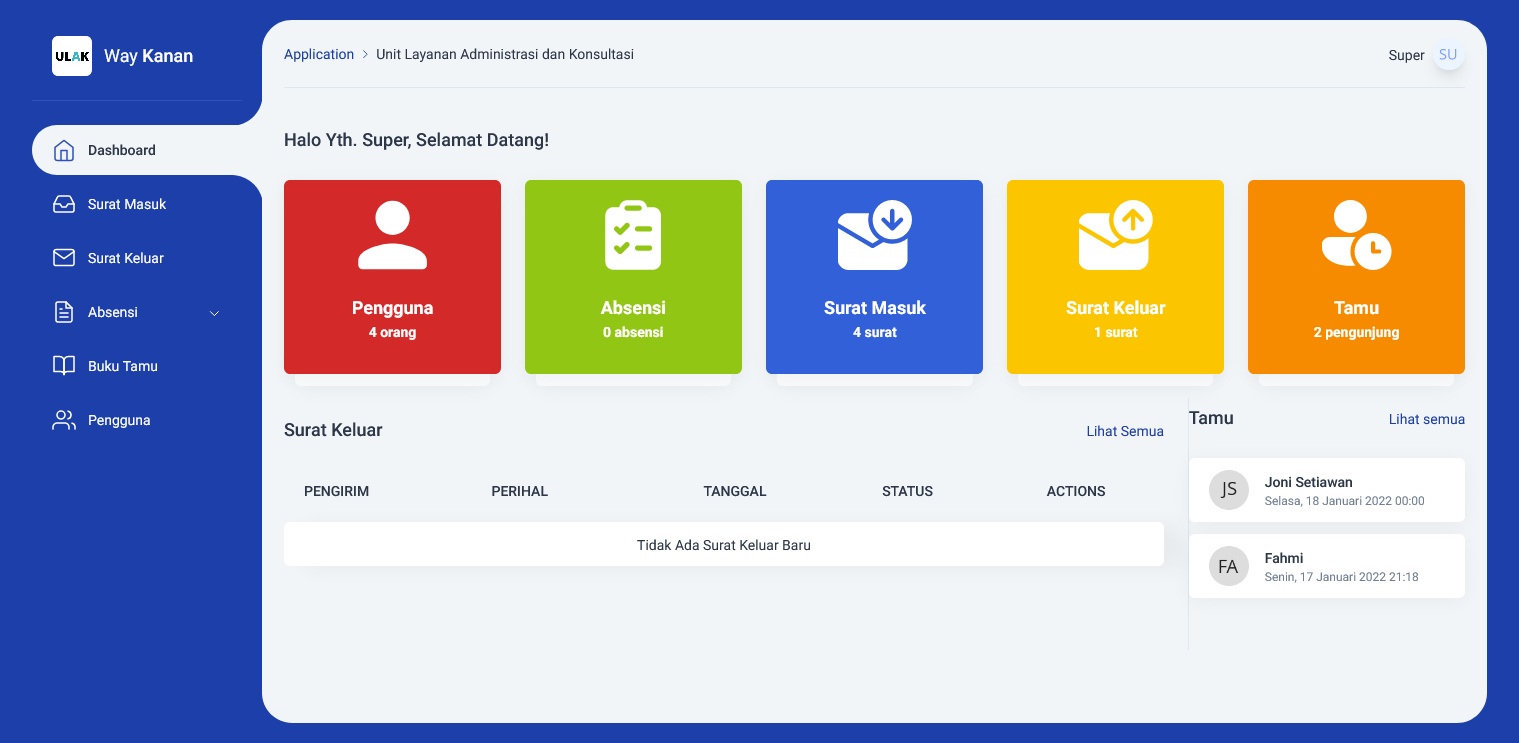 ULAK
Way Kanan
Application > Unit Layanan Administrasi dan Konsultasi
Super
SU
Dashboard
Surat Masuk
Surat Keluar
Absensi
Buku Tamu
Pengguna
Halo Yth. Super, Selamat Datang!
Pengguna
4 orang
Absensi
0 absensi
Surat Masuk
4 surat
Surat Keluar
1 surat
Tamu
2 pengunjung
Surat Keluar
Lihat Semua
PENGIRIM PERIHAL TANGGAL STATUS ACTIONS
Tidak Ada Surat Keluar Baru
Tamu
Lihat semua
JS
Joni Setiawan
Selasa, 18 Januari 2022 00:00
FA
Fahmi
Senin, 17 Januari 2022 21:18